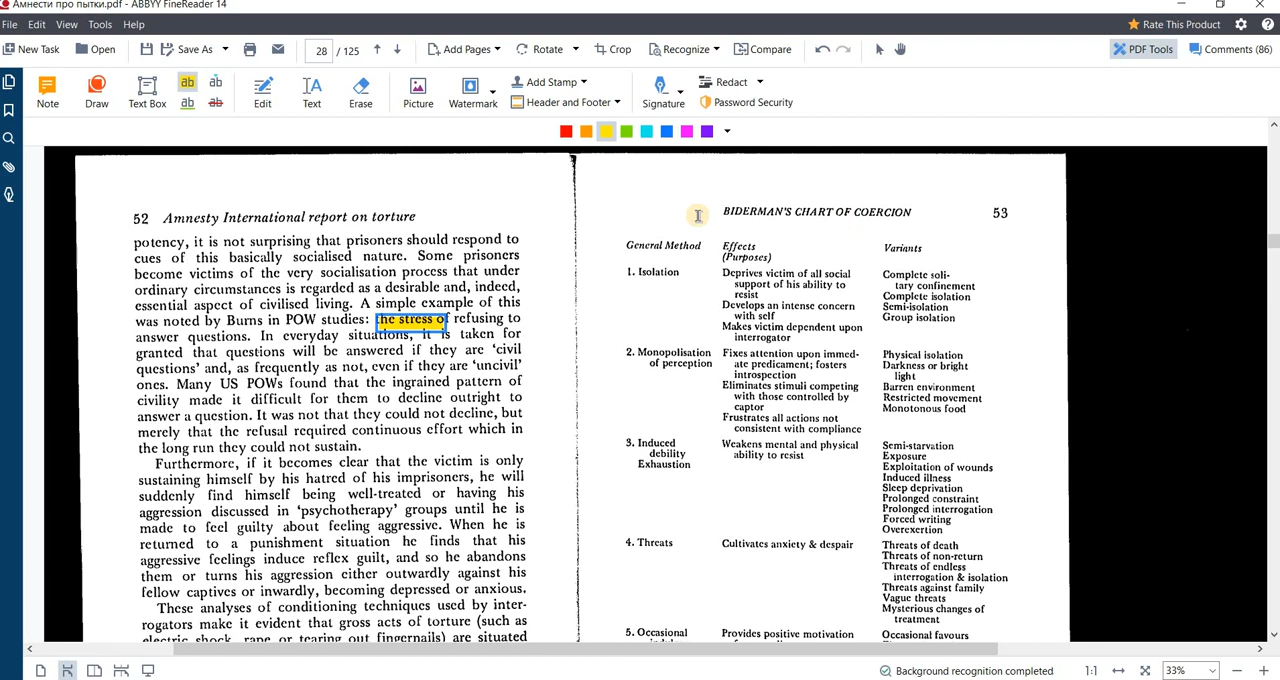 Амнести про пытки.pdf - ABBYY FineReader 14
File Edit View Tools Help
Rate This Product
New Task Open Save As 28 / 125 Add Pages Rotate Crop Recognize Compare PDF Tools Comments (86)
Note Draw Text Box ab ab ab ab Edit Text Erase Picture Watermark Add Stamp Header and Footer Signature Redact Password Security
52 Amnesty International report on torture
potency, it is not surprising that prisoners should respond to
cues of this basically socialised nature. Some prisoners
become victims of the very socialisation process that under
ordinary circumstances is regarded as a desirable and, indeed,
essential aspect of civilised living. A simple example of this
was noted by Burns in POW studies: the stress of refusing to
answer questions. In everyday situations, it is taken for
granted that questions will be answered if they are ‘civil
questions’ and, as frequently as not, even if they are ‘uncivil’
ones. Many US POWs found that the ingrained pattern of
civility made it difficult for them to decline outright to
answer a question. It was not that they could not decline, but
merely that the refusal required continuous effort which in
the long run they could not sustain.
Furthermore, if it becomes clear that the victim is only
sustaining himself by his hatred of his imprisoners, he will
suddenly find himself being well-treated or having his
aggression discussed in ‘psychotherapy’ groups until he is
made to feel guilty about feeling aggressive. When he is
returned to a punishment situation he finds that his
aggressive feelings induce reflex guilt, and so he abandons
them or turns his aggression either outwardly against his
fellow captives or inwardly, becoming depressed or anxious.
These analyses of conditioning techniques used by inter-
rogators make it evident that gross acts of torture (such as
electric shock, rape or tearing out fingernails) are situated
BIDERMAN'S CHART OF COERCION 53
General Method
Effects
(Purposes)
Variants
1. Isolation
Deprives victim of all social
support of his ability to
resist
Develops an intense concern
with self
Makes victim dependent upon
interrogator
Complete soli-
tary confinement
Complete isolation
Semi-isolation
Group isolation
2. Monopolisation
of perception
Fixes attention upon immed-
ate predicament; fosters
introspection
Eliminates stimuli competing
with those controlled by
captor
Frustrates all actions not
consistent with compliance
Physical isolation
Darkness or bright
light
Barren environment
Restricted movement
Monotonous food
3. Induced
debility
Exhaustion
Weakens mental and physical
ability to resist
Semi-starvation
Exposure
Exploitation of wounds
Induced illness
Sleep deprivation
Prolonged constraint
Prolonged interrogation
Forced writing
Overexertion
4. Threats
Cultivates anxiety & despair
Threats of death
Threats of non-return
Threats of endless
interrogation & isolation
Threats against family
Vague threats
Mysterious changes of
treatment
5. Occasional
Provides positive motivation
Occasional favours
Background recognition completed 1:1 33%